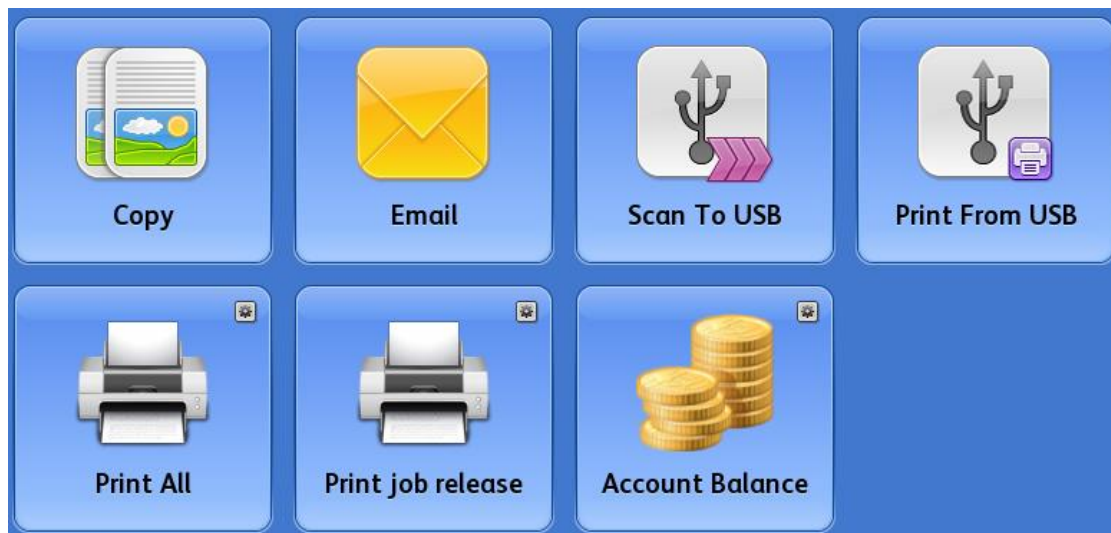 Copy
Email
Scan To USB
Print From USB
Print All
Print job release
Account Balance